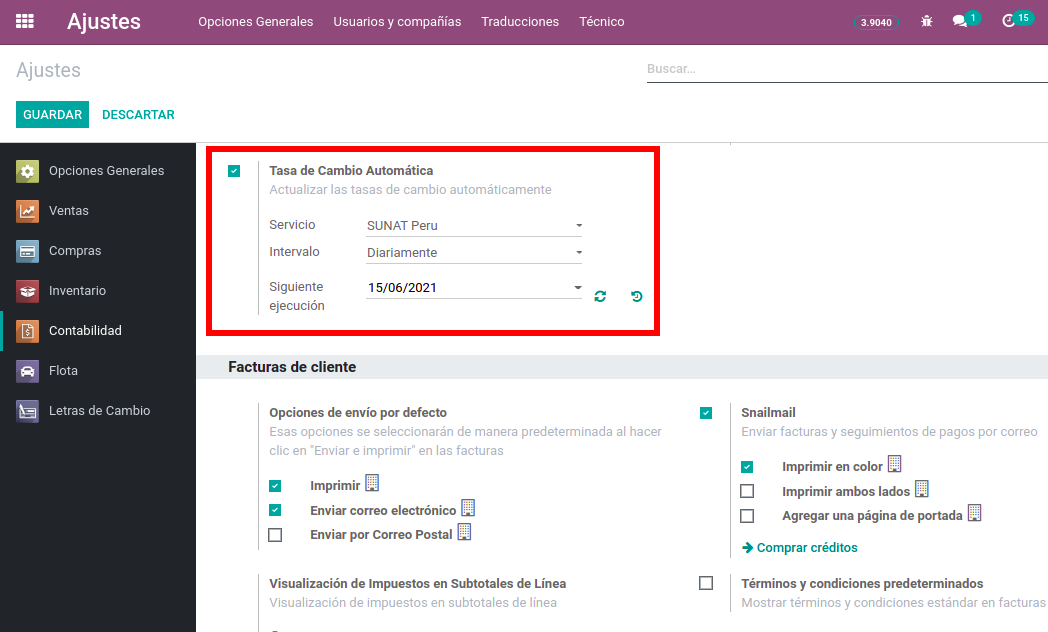 Ajustes
Opciones Generales
Usuarios y compañías
Traducciones
Técnico
3.9040
1
15
Ajustes
Buscar...
GUARDAR
DESCARTAR
Opciones Generales
Ventas
Compras
Inventario
Contabilidad
Flota
Letras de Cambio
Tasa de Cambio Automática
Actualizar las tasas de cambio automáticamente
Servicio
SUNAT Peru
Intervalo
Diariamente
Siguiente
ejecución
15/06/2021
Facturas de cliente
Opciones de envío por defecto
Esas opciones se seleccionarán de manera predeterminada al hacer
clic en "Enviar e imprimir" en las facturas
Imprimir
Enviar correo electrónico
Enviar por Correo Postal
Snailmail
Enviar facturas y seguimientos de pagos por correo
Imprimir en color
Imprimir ambos lados
Agregar una página de portada
Comprar créditos
Visualización de Impuestos en Subtotales de Línea
Visualización de impuestos en subtotales de línea
Términos y condiciones predeterminados
Mostrar términos y condiciones estándar en facturas